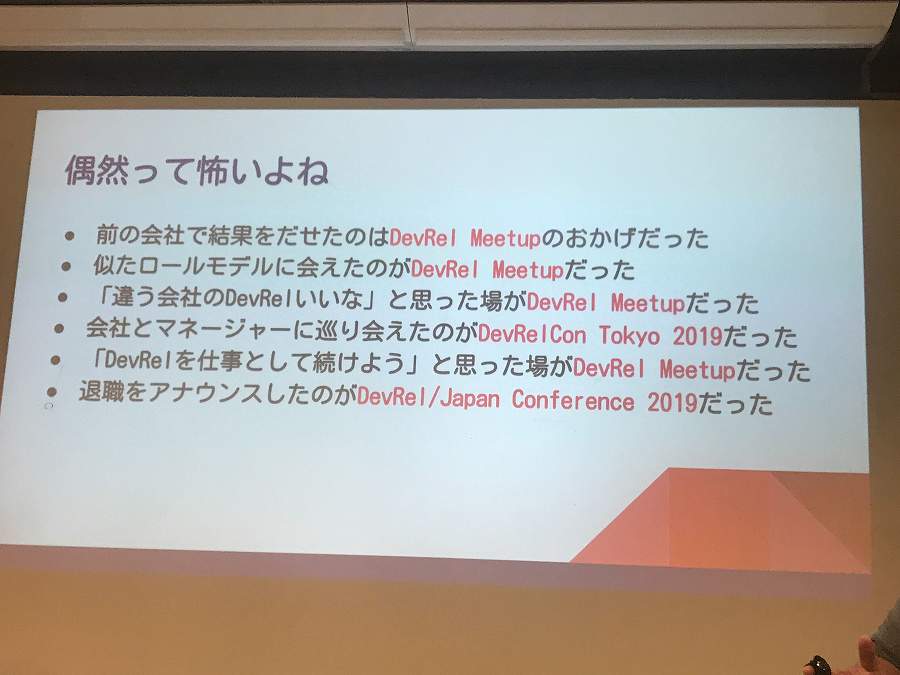 偶然って怖いよね
● 前の会社で結果をだせたのはDevRel Meetupのおかげだった
● 似たロールモデルに会えたのがDevRel Meetupだった
● 「違う会社のDevRelいいな」と思った場がDevRel Meetupだった
● 会社とマネージャーに巡り会えたのがDevRelCon Tokyo 2019だった
● 「DevRelを仕事として続けよう」と思った場がDevRel Meetupだった
● 退職をアナウンスしたのがDevRel/Japan Conference 2019だった
○